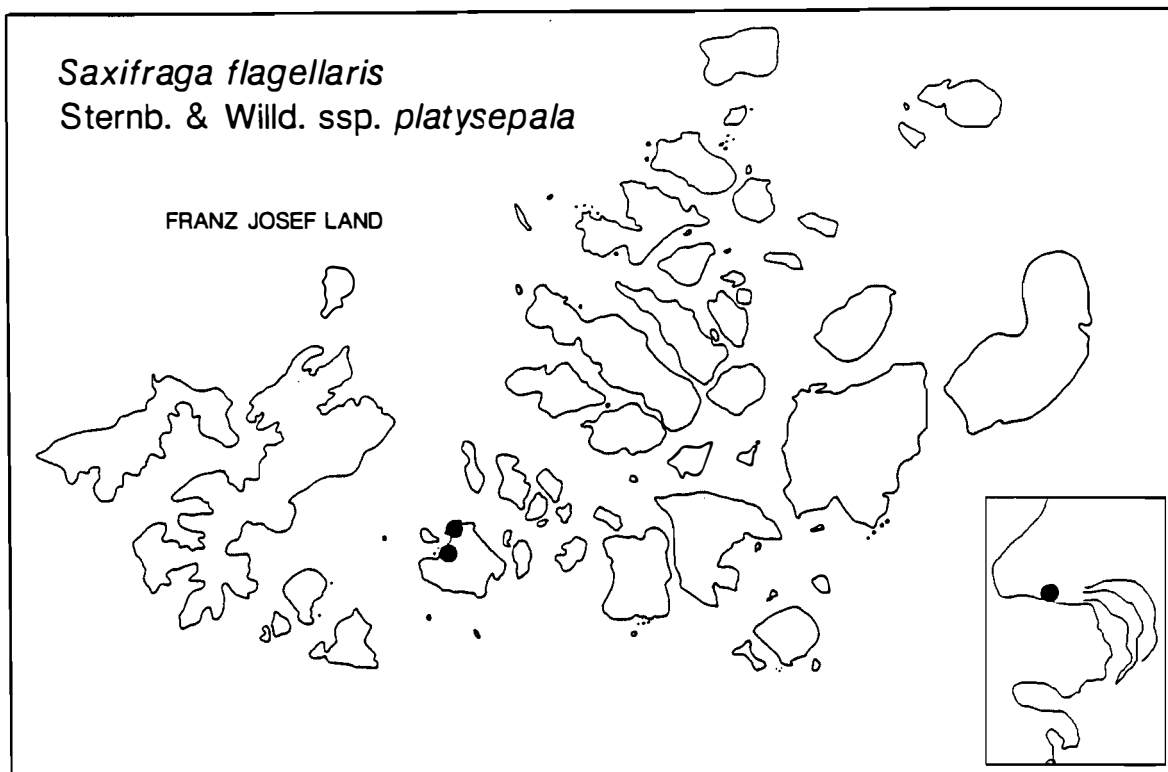 Saxifraga flagellaris
Sternb. & Willd. ssp. platysepala
FRANZ JOSEF LAND